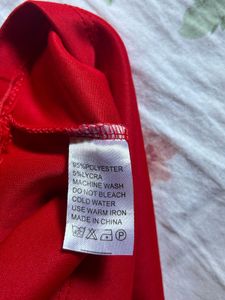 95%POLYESTER
5%LYCRA
MACHINE WASH
DO NOT BLEACH
COLD WATER
USE WARM IRON
MADE IN CHINA